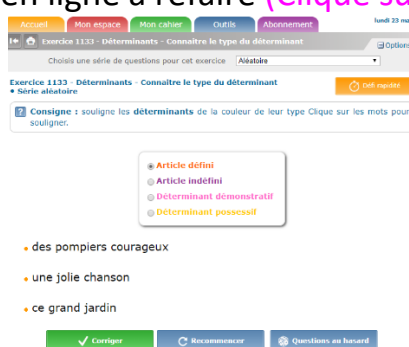 en ligne à refaire (Clique su
Accueil Mon espace Mon cahier Outils Abonnement lundi 23 ma
Exercice 1133 - Déterminants - Connaître le type du déterminant
Options
Choisis une série de questions pour cet exercice Aléatoire
Exercice 1133 - Déterminants - Connaître le type du déterminant
• Série aléatoire
Défi rapidité
Consigne : souligne les déterminants de la couleur de leur type Clique sur les mots pour
souligner.
Article défini
Article indéfini
Déterminant démonstratif
Déterminant possessif
• des pompiers courageux
• une jolie chanson
• ce grand jardin
Corriger Recommencer Questions au hasard